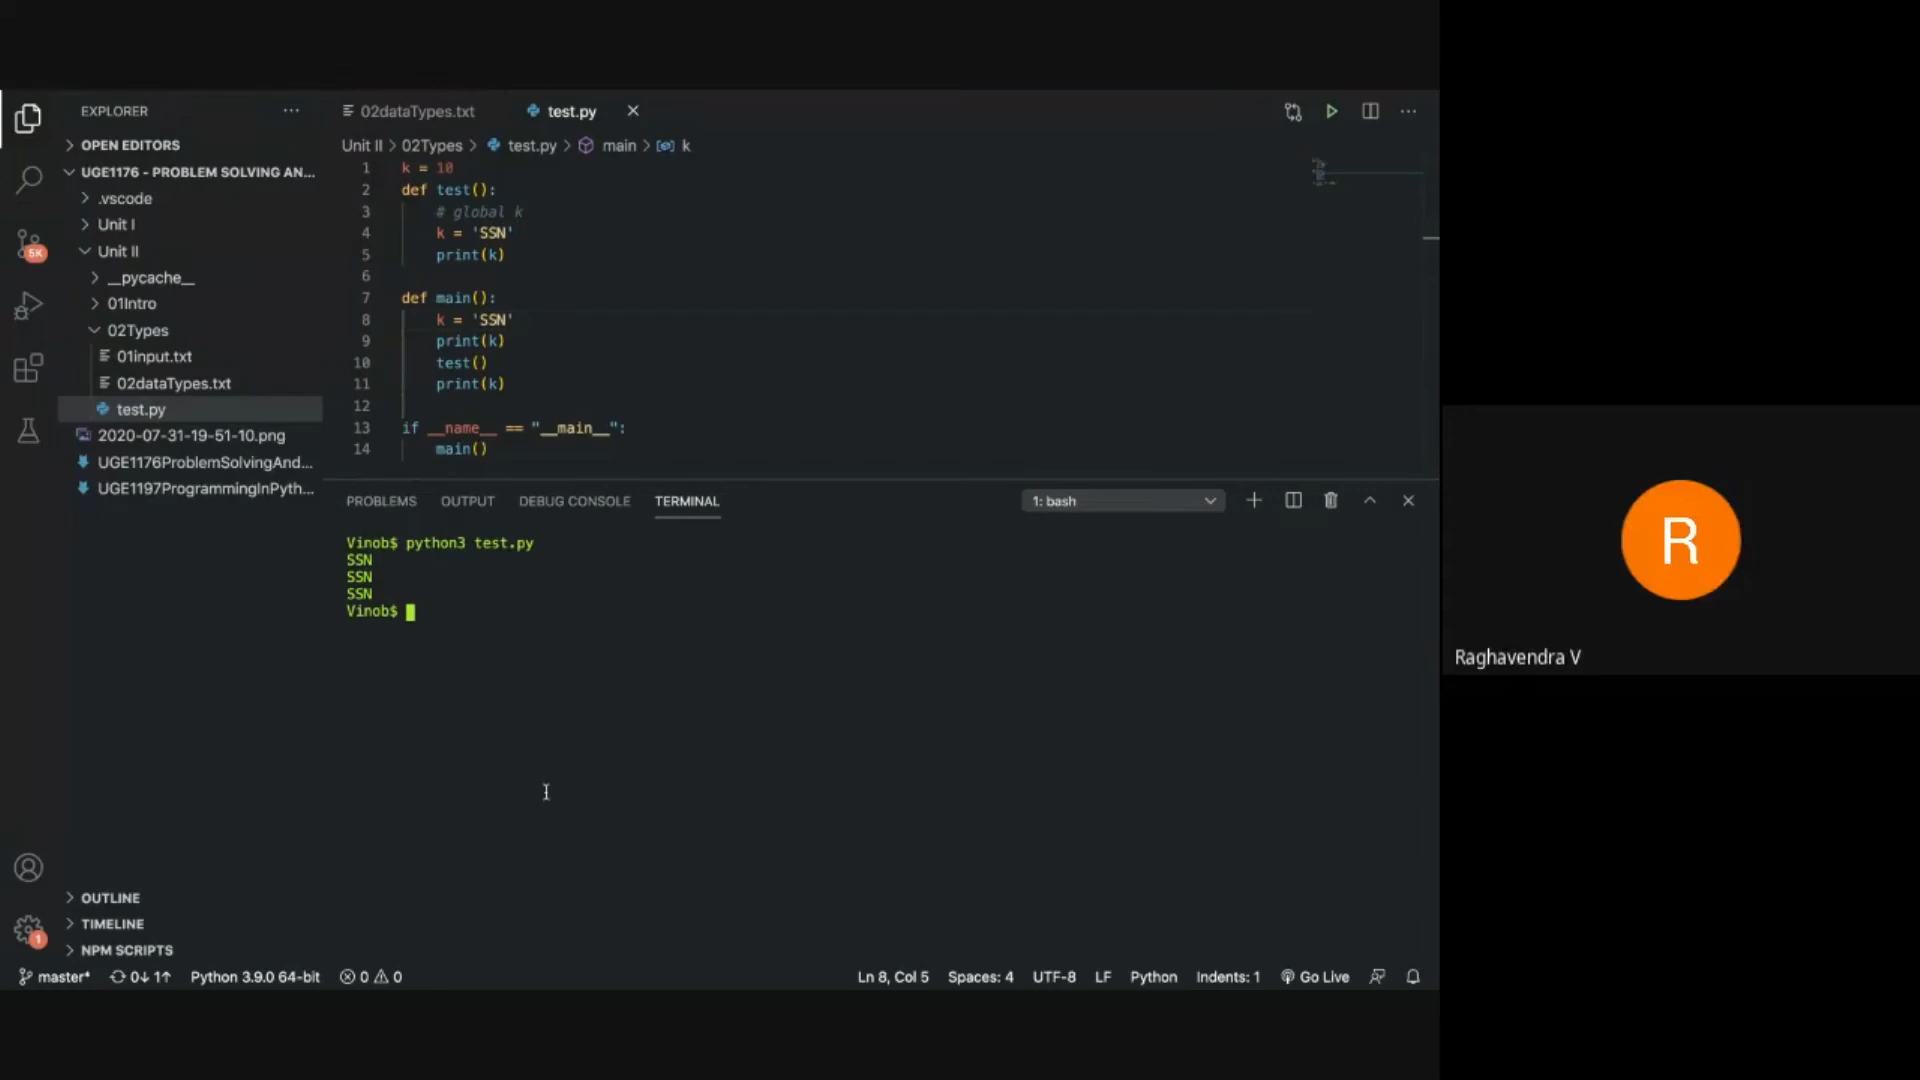 EXPLORER
OPEN EDITORS
UGE1176 - PROBLEM SOLVING AN...
.vscode
Unit I
Unit II
__pycache__
01Intro
02Types
01input.txt
02dataTypes.txt
test.py
2020-07-31-19-51-10.png
UGE1176ProblemSolvingAnd...
UGE1197ProgrammingInPyth...
OUTLINE
TIMELINE
NPM SCRIPTS
5K
1
02dataTypes.txt test.py
Unit II > 02Types > test.py > main > k
1 k = 10
2 def test():
3 # global k
4 k = 'SSN'
5 print(k)
6
7 def main():
8 k = 'SSN'
9 print(k)
10 test()
11 print(k)
12
13 if __name__ == "__main__":
14 main()
PROBLEMS OUTPUT DEBUG CONSOLE TERMINAL 1: bash
Vinob$ python3 test.py
SSN
SSN
SSN
Vinob$
master* 0↓ 1↑ Python 3.9.0 64-bit 0 0 Ln 8, Col 5 Spaces: 4 UTF-8 LF Python Indents: 1 Go Live
R
Raghavendra V